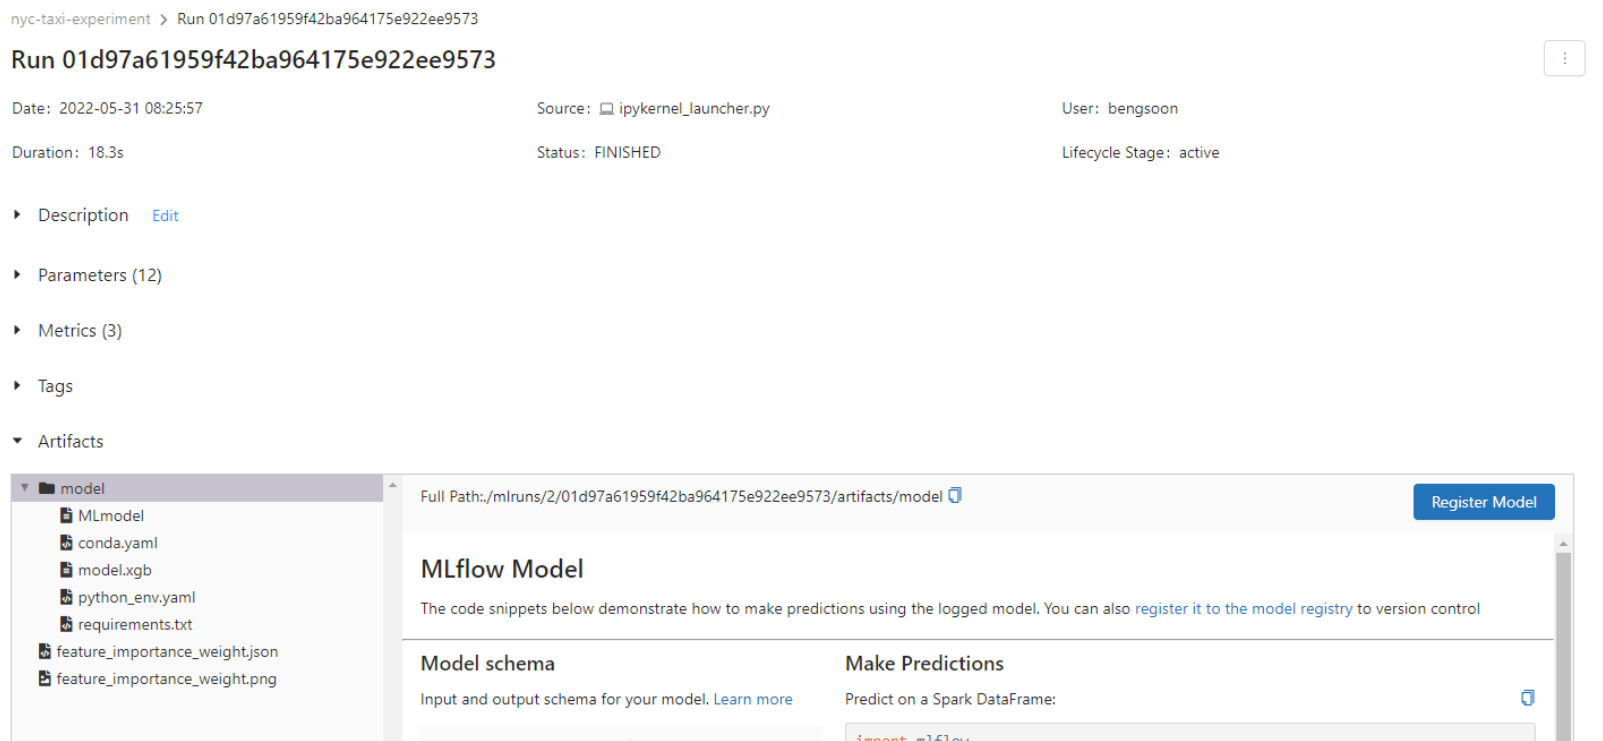 nyc-taxi-experiment > Run 01d97a61959f42ba964175e922ee9573
Run 01d97a61959f42ba964175e922ee9573
Date: 2022-05-31 08:25:57
Source: ipykernel_launcher.py
User: bengsoon
Duration: 18.3s
Status: FINISHED
Lifecycle Stage: active
Description Edit
Parameters (12)
Metrics (3)
Tags
Artifacts
model
MLmodel
conda.yaml
model.xgb
python_env.yaml
requirements.txt
feature_importance_weight.json
feature_importance_weight.png
Full Path:./mlruns/2/01d97a61959f42ba964175e922ee9573/artifacts/model
Register Model
MLflow Model
The code snippets below demonstrate how to make predictions using the logged model. You can also register it to the model registry to version control
Model schema
Input and output schema for your model. Learn more
Make Predictions
Predict on a Spark DataFrame:
import mlflow